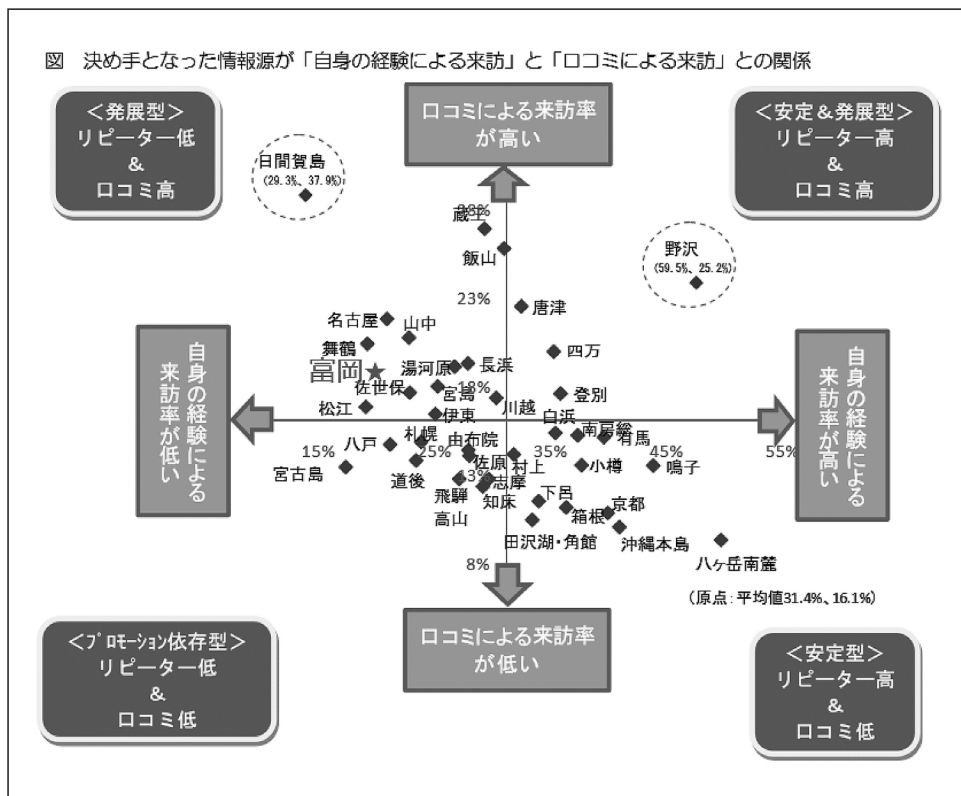 図 決め手となった情報源が「自身の経験による来訪」と「口コミによる来訪」との関係
＜発展型＞
リピーター低
&
口コミ高
口コミによる来訪率
が高い
＜安定&発展型＞
リピーター高
&
口コミ高
日間賀島
(29.3%、37.9%)
28%
蔵王
飯山
野沢
(59.5%、25.2%)
23%
唐津
名古屋
山中
舞鶴
四万
富岡
湯河原
長浜
佐世保
宮島
18%
川越
登別
松江
伊東
白浜
南房総
有馬
自身の経験による
来訪率が低い
自身の経験による
来訪率が高い
15%
25%
35%
45%
55%
八戸
札幌
由布院
宮古島
道後
佐原
村上
小樽
鳴子
13%
志摩
飛騨
高山
知床
下呂
箱根
京都
田沢湖・角館
沖縄本島
八ヶ岳南麓
8%
(原点：平均値31.4%、16.1%)
＜ﾌﾟﾛﾓｰｼｮﾝ依存型＞
リピーター低
&
口コミ低
口コミによる来訪率
が低い
＜安定型＞
リピーター高
&
口コミ低